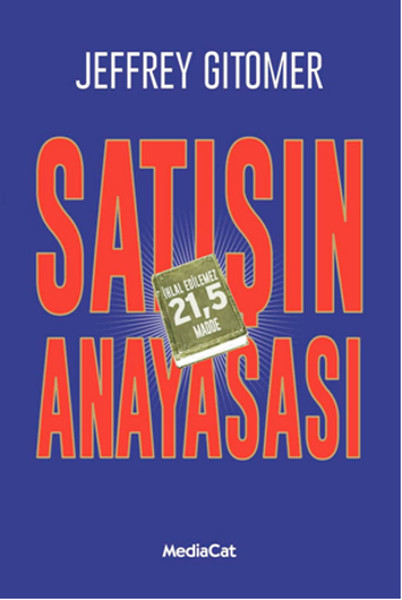 JEFFREY GITOMER
SATIŞIN
İHLAL EDİLEMEZ
21,5
MADDE
ANAYASASI
MediaCat